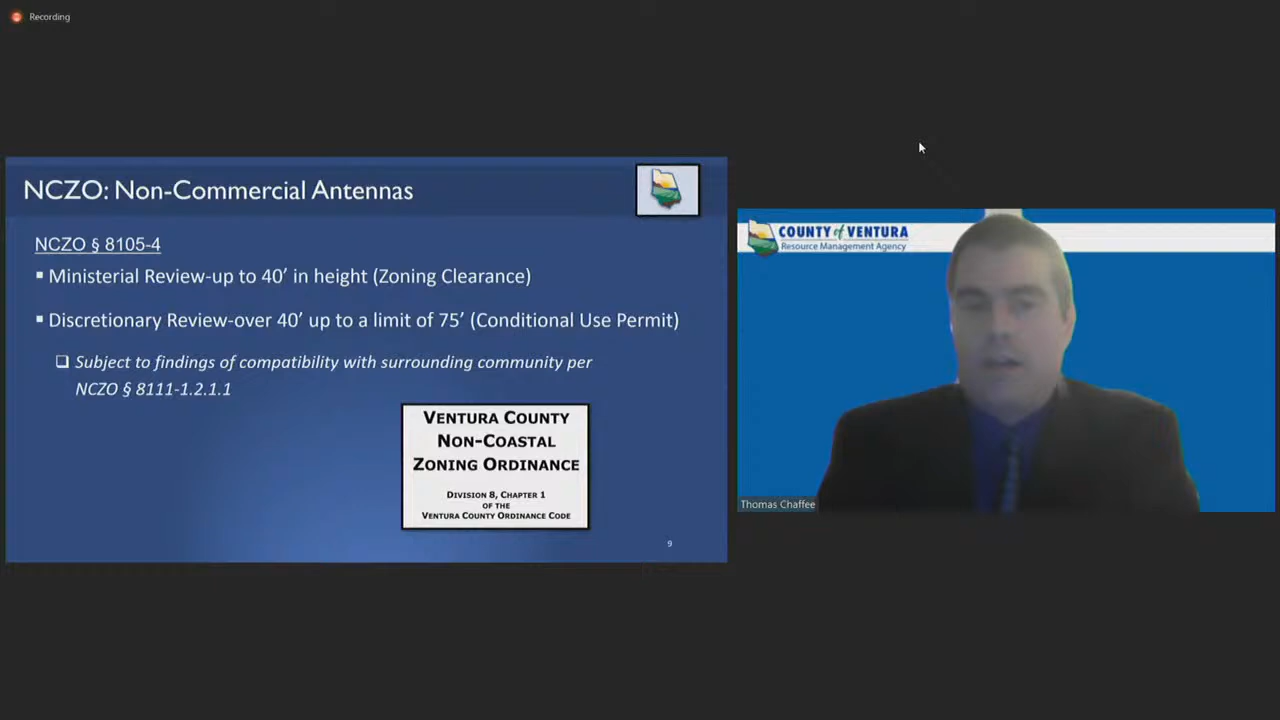 Recording
NCZO: Non-Commercial Antennas
NCZO § 8105-4
▪ Ministerial Review-up to 40’ in height (Zoning Clearance)
▪ Discretionary Review-over 40’ up to a limit of 75’ (Conditional Use Permit)
❑ Subject to findings of compatibility with surrounding community per
NCZO § 8111-1.2.1.1
VENTURA COUNTY
NON-COASTAL
ZONING ORDINANCE
DIVISION 8, CHAPTER 1
OF THE
VENTURA COUNTY ORDINANCE CODE
9
COUNTY of VENTURA
Resource Management Agency
Thomas Chaffee